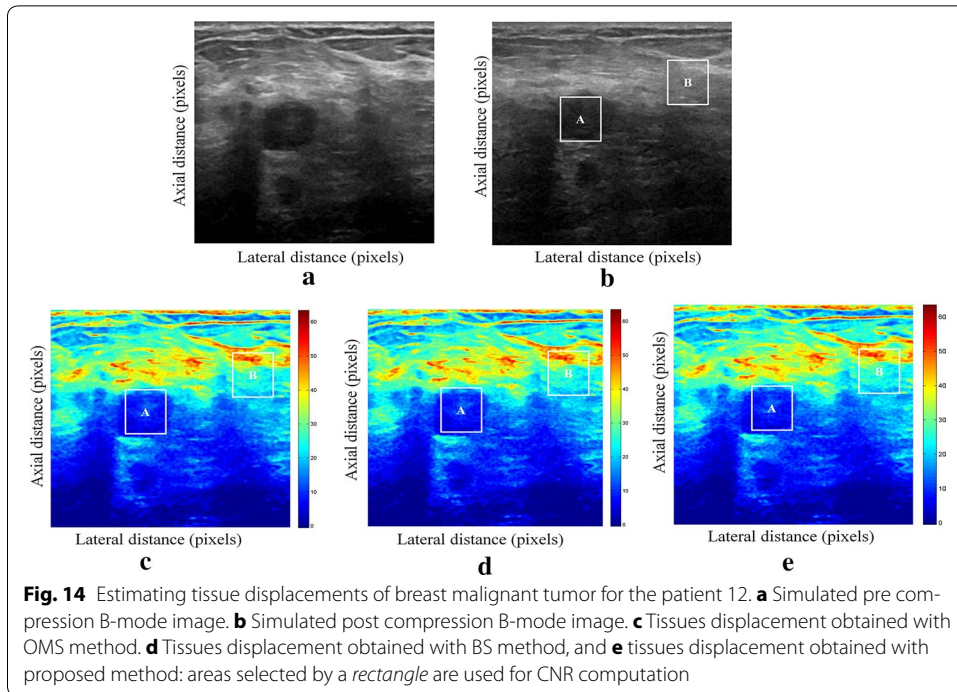 Axial distance (pixels)
Axial distance (pixels)
A
B
Lateral distance (pixels)
Lateral distance (pixels)
a
b
Axial distance (pixels)
A
B
60
50
40
30
20
10
0
Axial distance (pixels)
A
B
60
50
40
30
20
10
0
Axial distance (pixels)
A
B
60
50
40
30
20
10
0
Lateral distance (pixels)
Lateral distance (pixels)
Lateral distance (pixels)
c
d
e
Fig. 14 Estimating tissue displacements of breast malignant tumor for the patient 12. a Simulated pre com-
pression B-mode image. b Simulated post compression B-mode image. c Tissues displacement obtained with
OMS method. d Tissues displacement obtained with BS method, and e tissues displacement obtained with
proposed method: areas selected by a rectangle are used for CNR computation